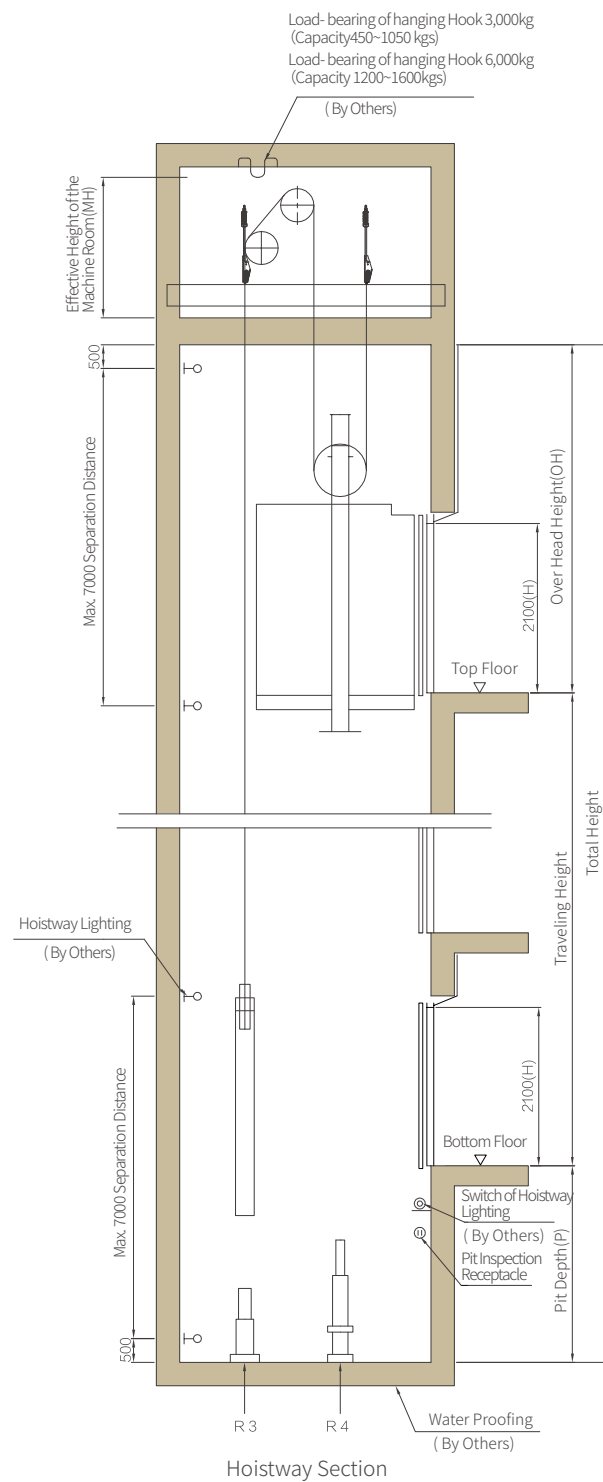 Load- bearing of hanging Hook 3,000kg
(Capacity450~1050 kgs)
Load- bearing of hanging Hook 6,000kg
(Capacity 1200~1600kgs)
( By Others)
Effective Height of the
Machine Room(MH)
500
Max. 7000 Separation Distance
Over Head Height(OH)
2100(H)
Top Floor
Total Height
Traveling Height
Hoistway Lighting
( By Others)
Max. 7000 Separation Distance
2100(H)
Bottom Floor
Switch of Hoistway
Lighting
( By Others)
Pit Inspection
Receptacle
Pit Depth(P)
500
R 3
R 4
Water Proofing
( By Others)
Hoistway Section